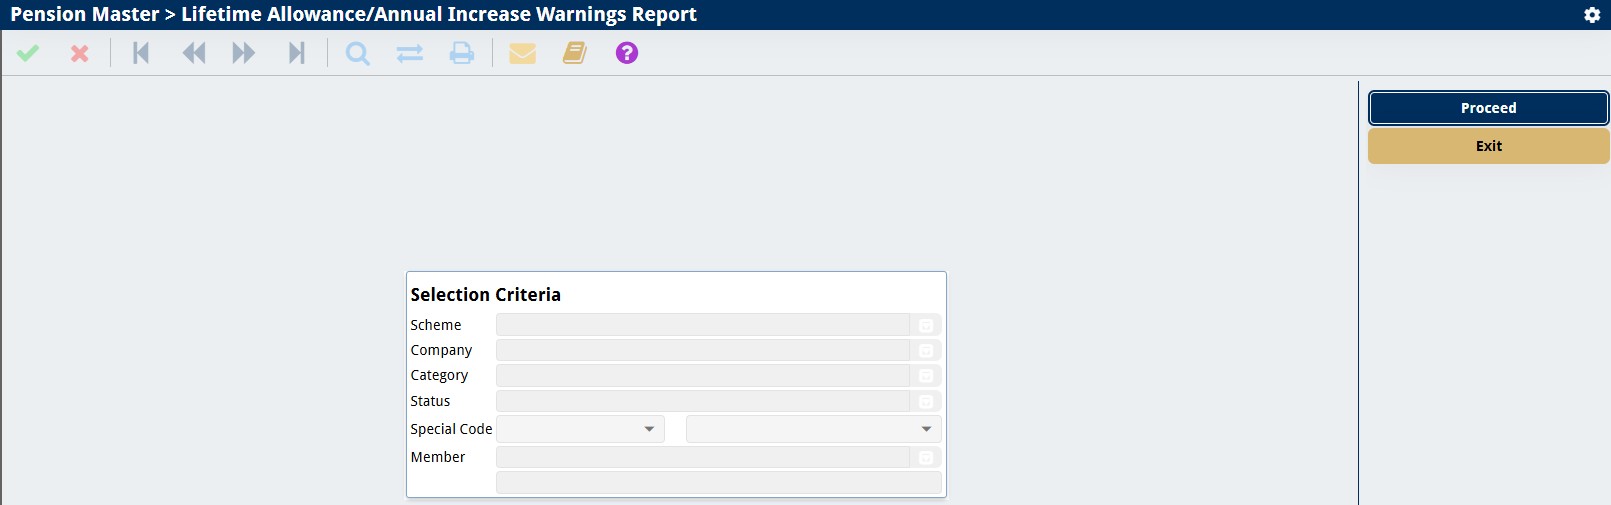 Pension Master > Lifetime Allowance/Annual Increase Warnings Report
?
Proceed
Exit
Selection Criteria
Scheme
Company
Category
Status
Special Code
Member